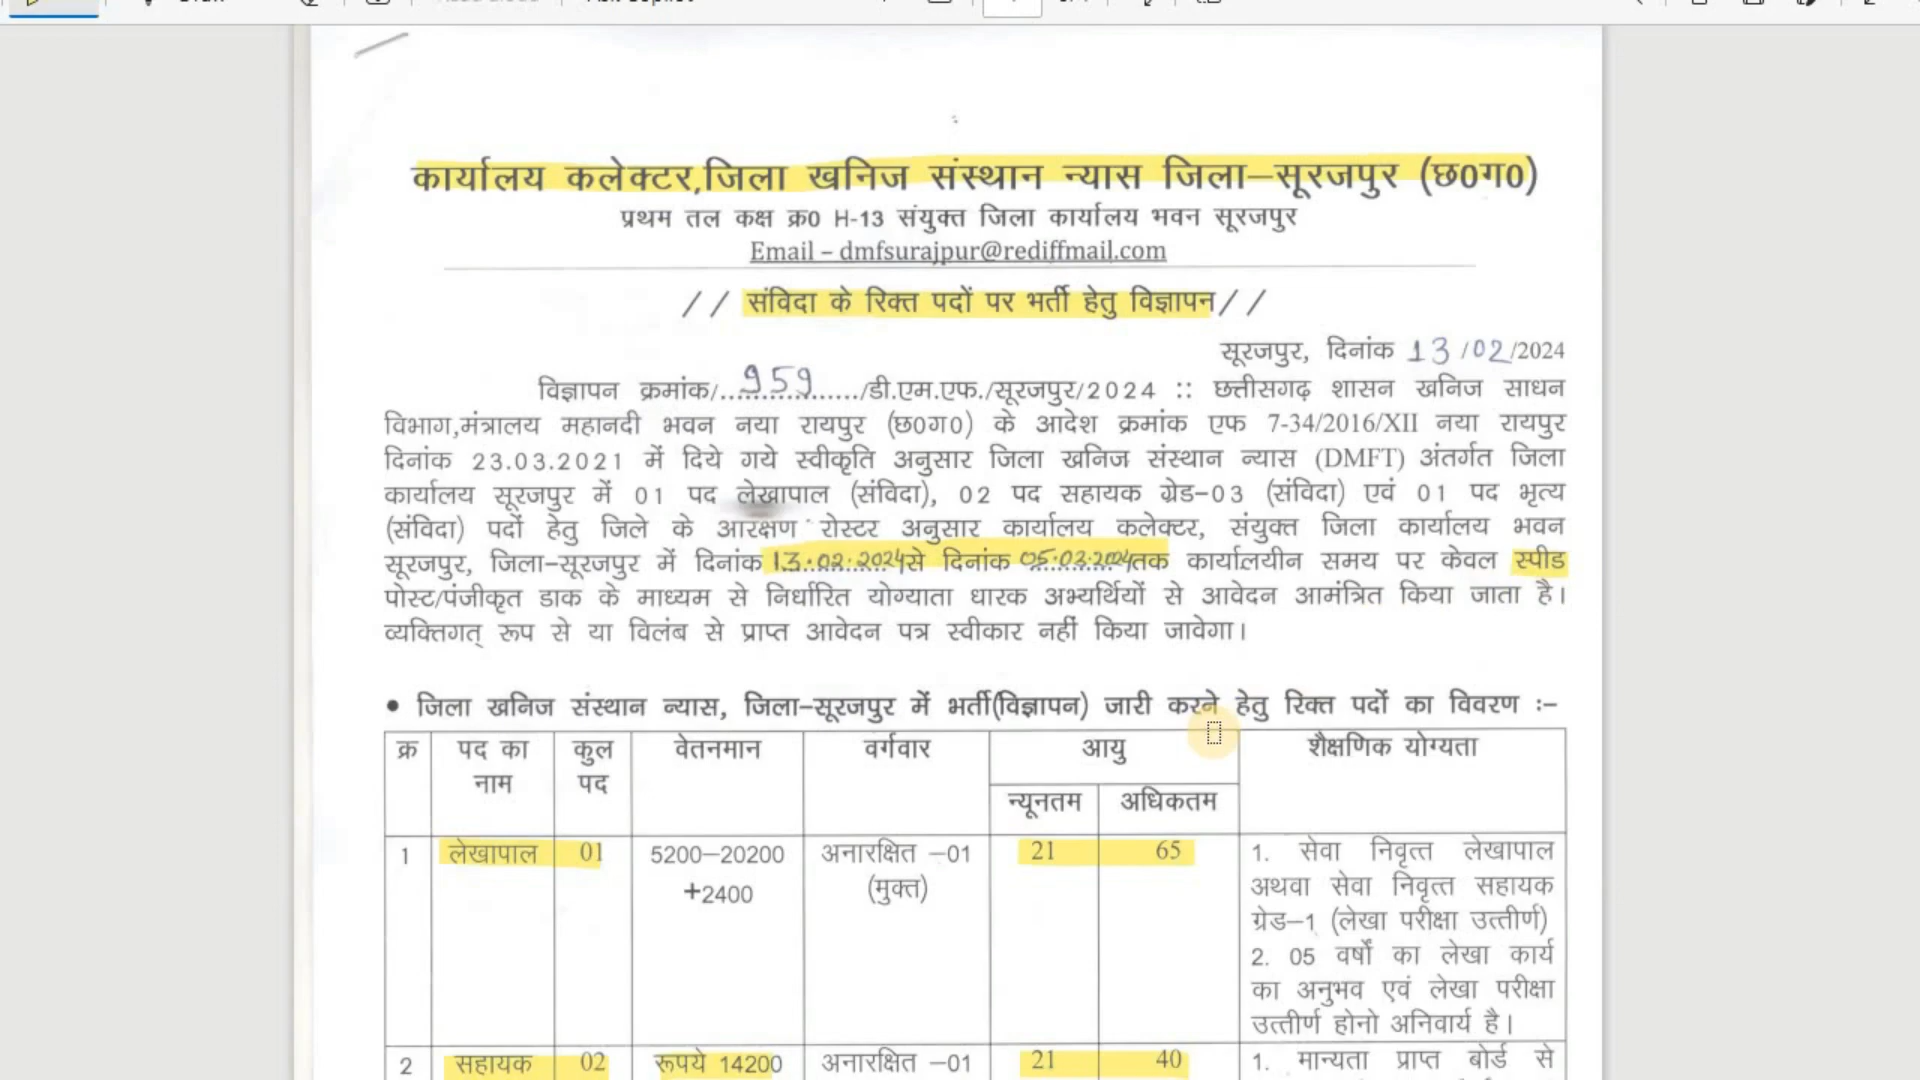 कार्यालय कलेक्टर,जिला खनिज संस्थान न्यास जिला–सूरजपुर (छ0ग0)
प्रथम तल कक्ष क्र0 H-13 संयुक्त जिला कार्यालय भवन सूरजपुर
Email – dmfsurajpur@rediffmail.com
// संविदा के रिक्त पदों पर भर्ती हेतु विज्ञापन//
सूरजपुर, दिनांक 13/02/2024
विज्ञापन क्रमांक/...959.../डी.एम.एफ./सूरजपुर/2024 :: छत्तीसगढ़ शासन खनिज साधन
विभाग,मंत्रालय महानदी भवन नया रायपुर (छ0ग0) के आदेश क्रमांक एफ 7-34/2016/XII नया रायपुर
दिनांक 23.03.2021 में दिये गये स्वीकृति अनुसार जिला खनिज संस्थान न्यास (DMFT) अंतर्गत जिला
कार्यालय सूरजपुर में 01 पद लेखापाल (संविदा), 02 पद सहायक ग्रेड–03 (संविदा) एवं 01 पद भृत्य
(संविदा) पदों हेतु जिले के आरक्षण रोस्टर अनुसार कार्यालय कलेक्टर, संयुक्त जिला कार्यालय भवन
सूरजपुर, जिला–सूरजपुर में दिनांक 13.02.2024 से दिनांक 05.03.2024 तक कार्यालयीन समय पर केवल स्पीड
पोस्ट/पंजीकृत डाक के माध्यम से निर्धारित योग्यता धारक अभ्यर्थियों से आवेदन आमंत्रित किया जाता है।
व्यक्तिगत् रूप से या विलंब से प्राप्त आवेदन पत्र स्वीकार नहीं किया जावेगा।
• जिला खनिज संस्थान न्यास, जिला–सूरजपुर में भर्ती(विज्ञापन) जारी करने हेतु रिक्त पदों का विवरण :–
क्र पद का कुल वेतनमान वर्गवार आयु शैक्षणिक योग्यता
नाम पद
न्यूनतम अधिकतम
1 लेखापाल 01 5200–20200 अनारक्षित –01 21 65 1. सेवा निवृत्त लेखापाल
+2400 (मुक्त) अथवा सेवा निवृत्त सहायक
ग्रेड–1 (लेखा परीक्षा उत्तीर्ण)
2. 05 वर्षों का लेखा कार्य
का अनुभव एवं लेखा परीक्षा
उत्तीर्ण होनो अनिवार्य है।
2 सहायक 02 रूपये 14200 अनारक्षित –01 21 40 1. मान्यता प्राप्त बोर्ड से